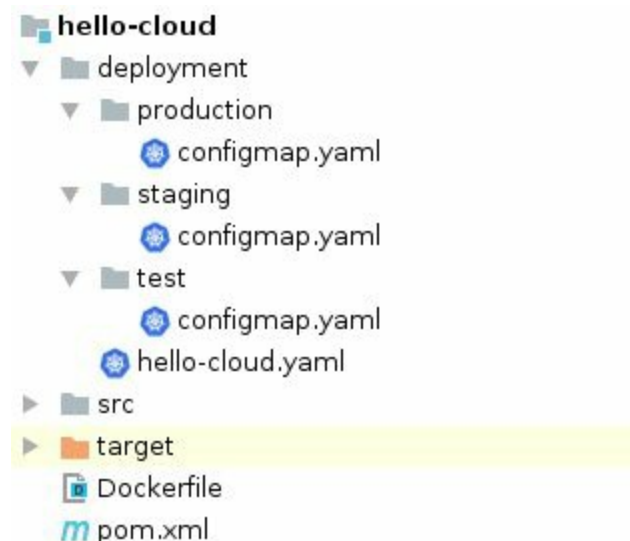 hello-cloud
deployment
production
configmap.yaml
staging
configmap.yaml
test
configmap.yaml
hello-cloud.yaml
src
target
Dockerfile
pom.xml